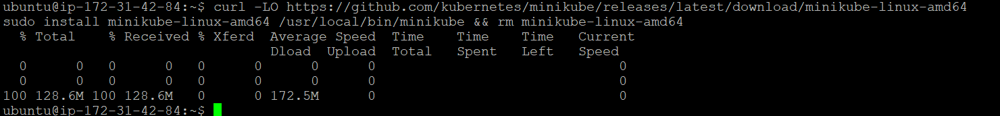 ubuntu@ip-172-31-42-84:~$ curl -LO https://github.com/kubernetes/minikube/releases/latest/download/minikube-linux-amd64
sudo install minikube-linux-amd64 /usr/local/bin/minikube && rm minikube-linux-amd64
  % Total    % Received % Xferd  Average Speed  Time    Time    Time   Current
                                 Dload  Upload  Total   Spent   Left   Speed
  0      0   0      0   0      0      0      0                              0
  0      0   0      0   0      0      0      0                              0
100 128.6M 100 128.6M   0      0 172.5M      0                              0
ubuntu@ip-172-31-42-84:~$